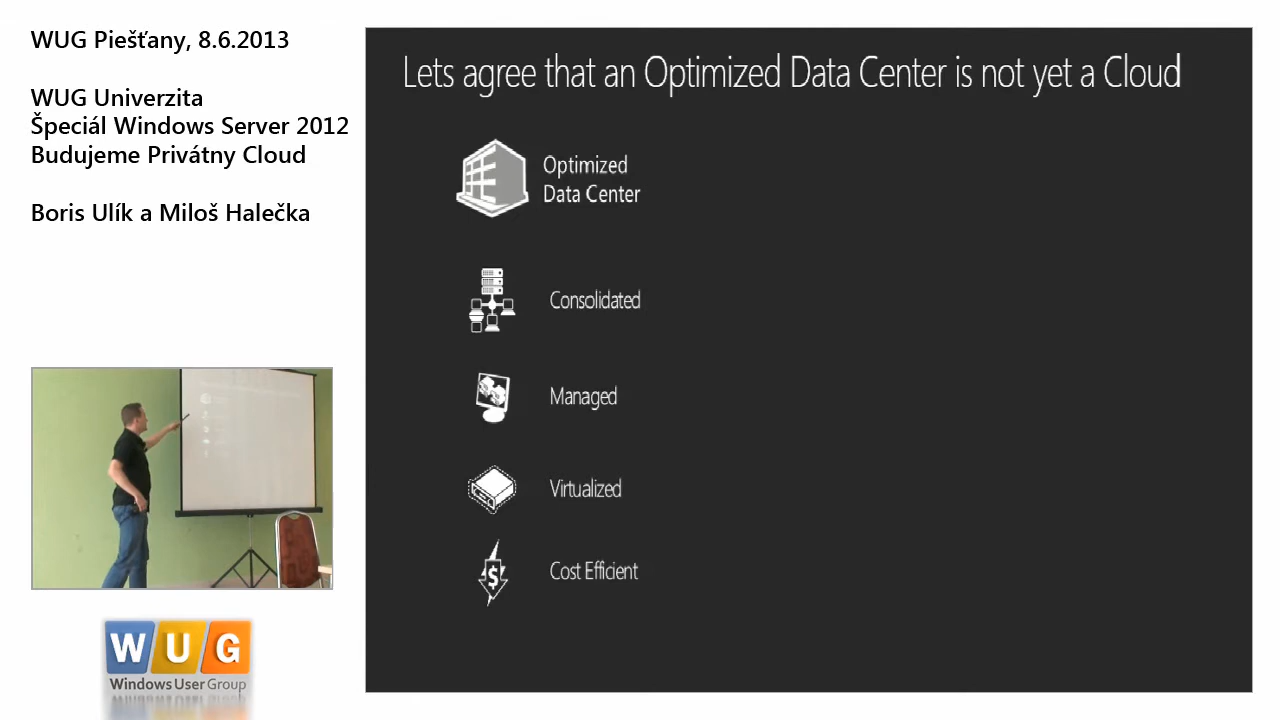 WUG Piešťany, 8.6.2013
WUG Univerzita
Špeciál Windows Server 2012
Budujeme Privátny Cloud
Boris Ulík a Miloš Halečka
WUG
Windows User Group
Lets agree that an Optimized Data Center is not yet a Cloud
Optimized
Data Center
Consolidated
Managed
Virtualized
$
Cost Efficient